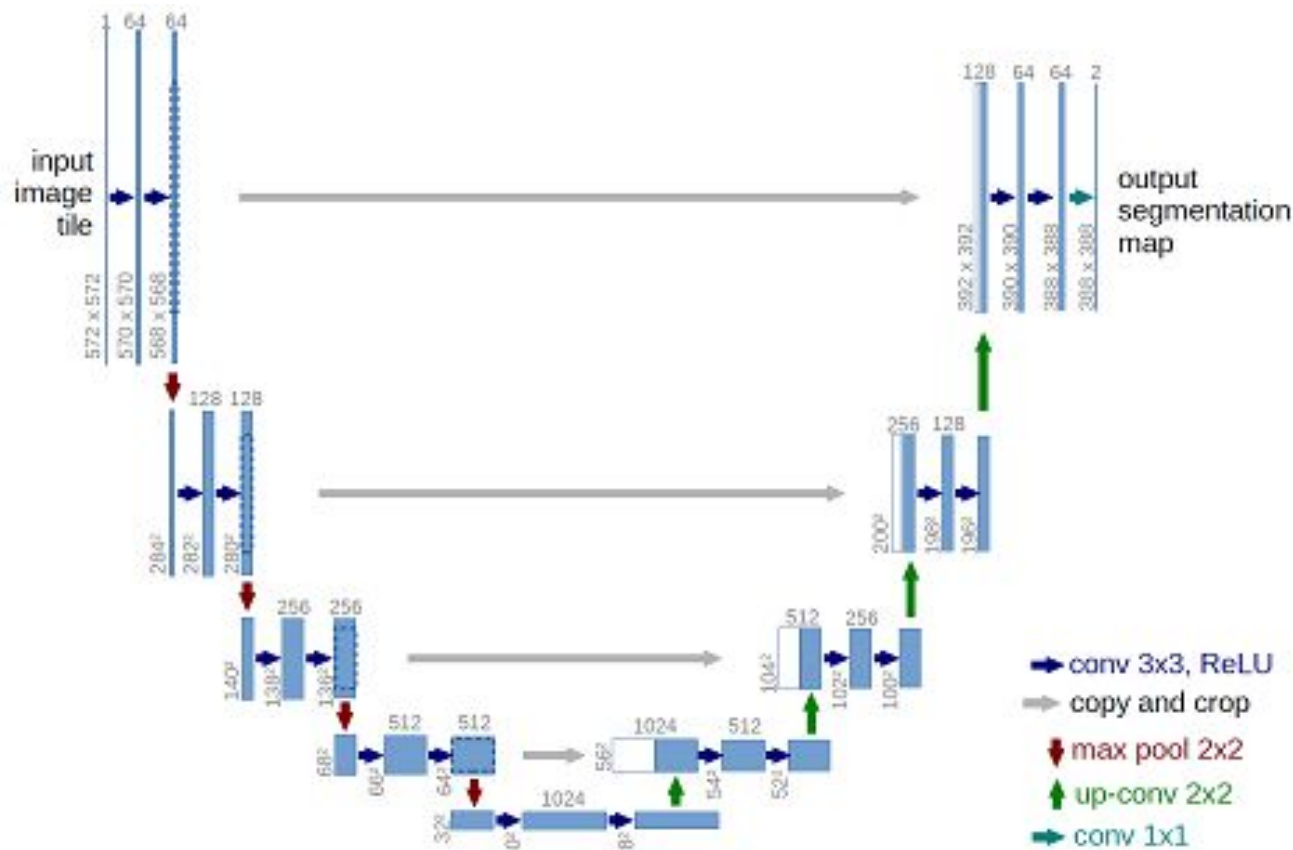 1 64 64
128 64 64 2
input
image
tile
output
segmentation
map
572 x 572
570 x 570
568 x 568
392 x 392
390 x 390
388 x 388
388 x 388
128 128
256 128
284²
282²
280²
200²
198²
196²
256 256
512 256
140²
138²
136²
104²
102²
100²
512 512
1024 512
68²
66²
64²
56²
54²
52²
1024
32²
conv 3x3, ReLU
copy and crop
max pool 2x2
up-conv 2x2
conv 1x1